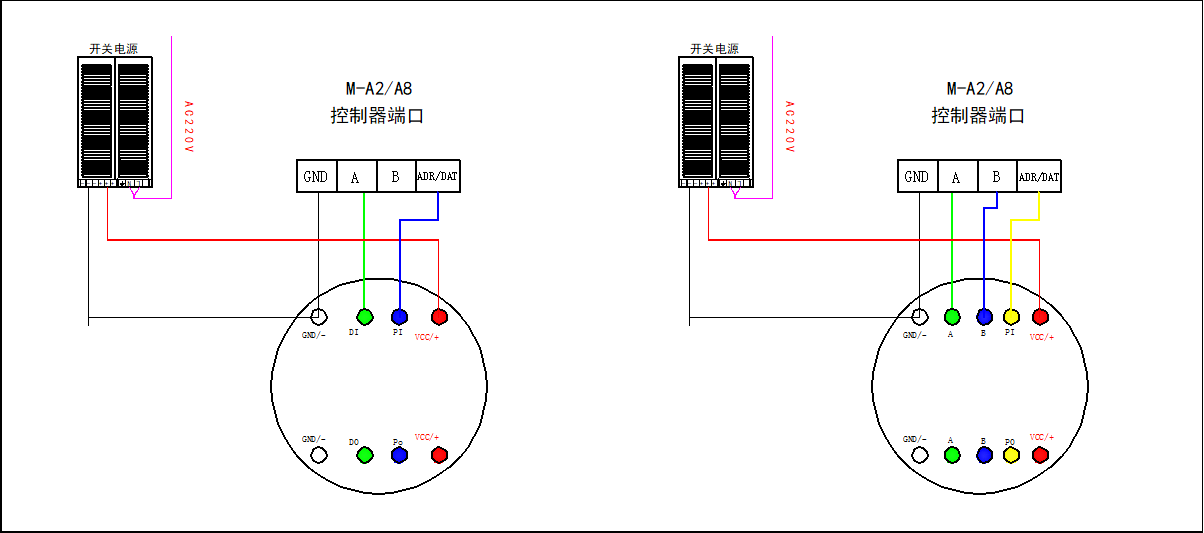 开关电源
AC220V
M-A2/A8
控制器端口
GND A B ADR/DAT
GND/- DI PI VCC/+
GND/- DO Po VCC/+
开关电源
AC220V
M-A2/A8
控制器端口
GND A B ADR/DAT
GND/- A B PI VCC/+
GND/- A B PO VCC/+